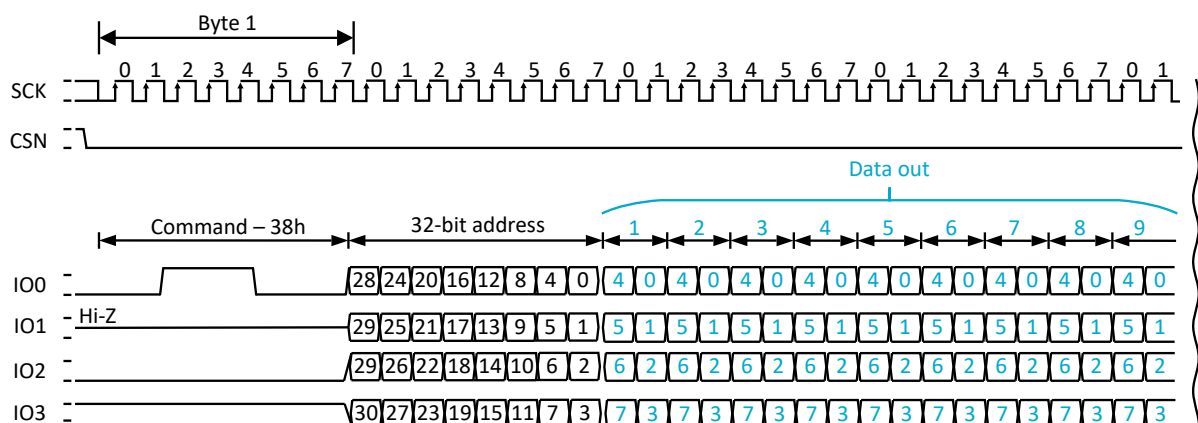 Byte 1
0 1 2 3 4 5 6 7 0 1 2 3 4 5 6 7 0 1 2 3 4 5 6 7 0 1 2 3 4 5 6 7 0 1
SCK
CSN
Data out
Command – 38h 32-bit address 1 2 3 4 5 6 7 8 9
IO0 28 24 20 16 12 8 4 0 4 0 4 0 4 0 4 0 4 0 4 0 4 0 4 0 4 0
Hi-Z
IO1 29 25 21 17 13 9 5 1 5 1 5 1 5 1 5 1 5 1 5 1 5 1 5 1 5 1
IO2 29 26 22 18 14 10 6 2 6 2 6 2 6 2 6 2 6 2 6 2 6 2 6 2 6 2
IO3 30 27 23 19 15 11 7 3 7 3 7 3 7 3 7 3 7 3 7 3 7 3 7 3 7 3